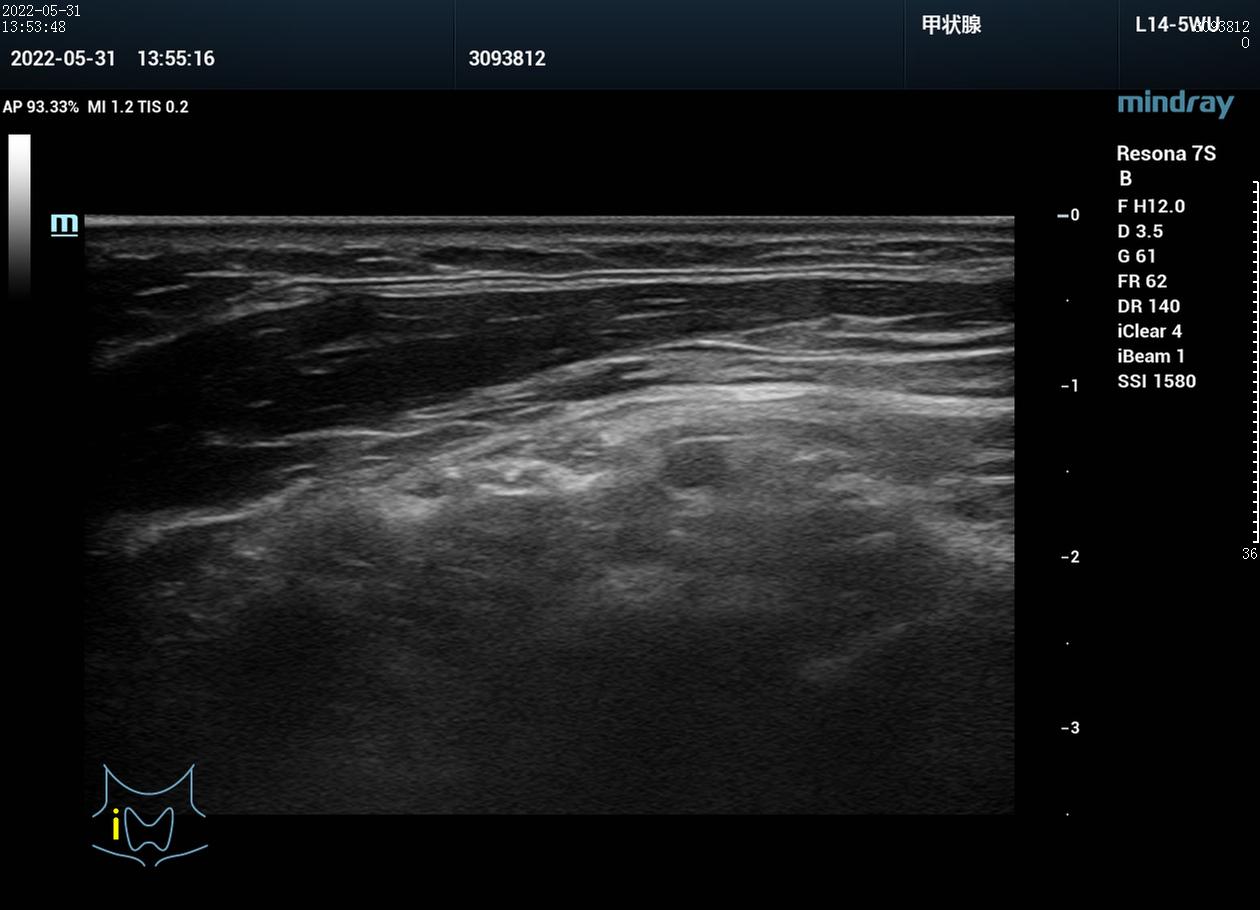 2022-05-31
13:53:48
2022-05-31 13:55:16
3093812
甲状腺
L14-5WU
3093812
0
AP 93.33% MI 1.2 TIS 0.2
mindray
Resona 7S
B
F H12.0
D 3.5
G 61
FR 62
DR 140
iClear 4
iBeam 1
SSI 1580
m
0
-1
-2
-3
36
i